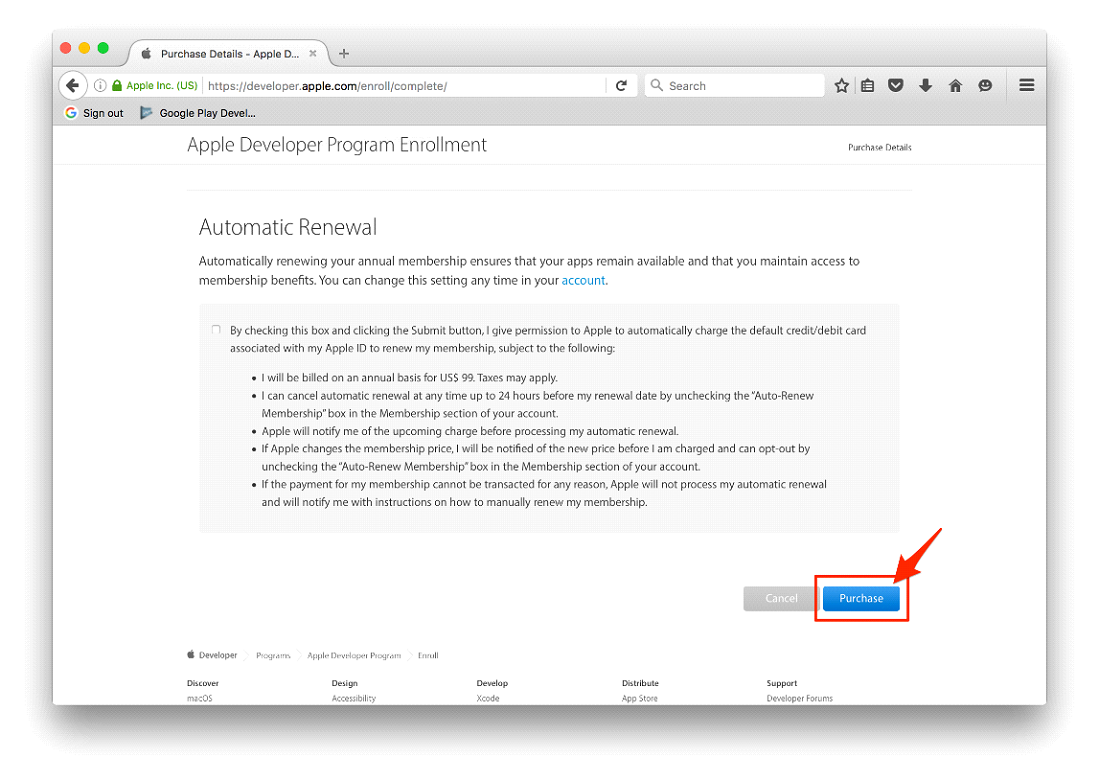 Purchase Details – Apple D...
Apple Inc. (US) https://developer.apple.com/enroll/complete/ Search
Sign out Google Play Devel...
Apple Developer Program Enrollment Purchase Details
Automatic Renewal
Automatically renewing your annual membership ensures that your apps remain available and that you maintain access to
membership benefits. You can change this setting any time in your account.
By checking this box and clicking the Submit button, I give permission to Apple to automatically charge the default credit/debit card
associated with my Apple ID to renew my membership, subject to the following:
• I will be billed on an annual basis for US$ 99. Taxes may apply.
• I can cancel automatic renewal at any time up to 24 hours before my renewal date by unchecking the “Auto-Renew
Membership” box in the Membership section of your account.
• Apple will notify me of the upcoming charge before processing my automatic renewal.
• If Apple changes the membership price, I will be notified of the new price before I am charged and can opt-out by
unchecking the “Auto-Renew Membership” box in the Membership section of your account.
• If the payment for my membership cannot be transacted for any reason, Apple will not process my automatic renewal
and will notify me with instructions on how to manually renew my membership.
Cancel Purchase
Developer Programs Apple Developer Program Enroll
Discover Design Develop Distribute Support
macOS Accessibility Xcode App Store Developer Forums